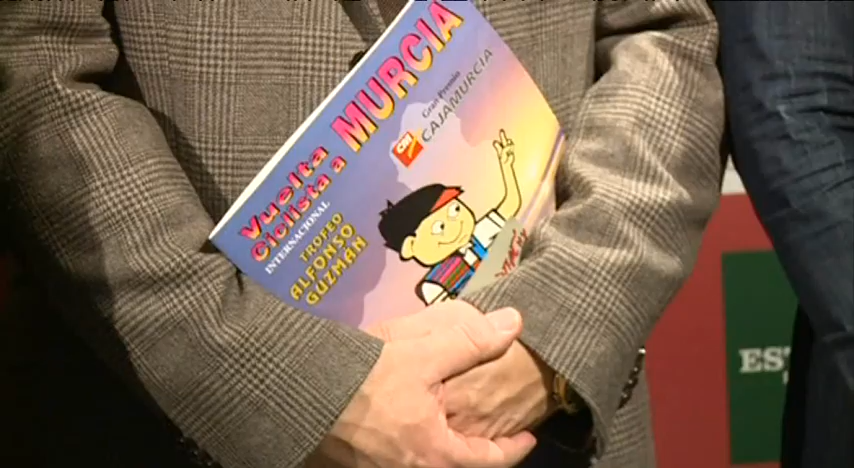 Vuelta
Ciclista a
MURCIA
INTERNACIONAL
Gran Premio
CAJAMURCIA
TROFEO
ALFONSO
GUZMÁN
EST